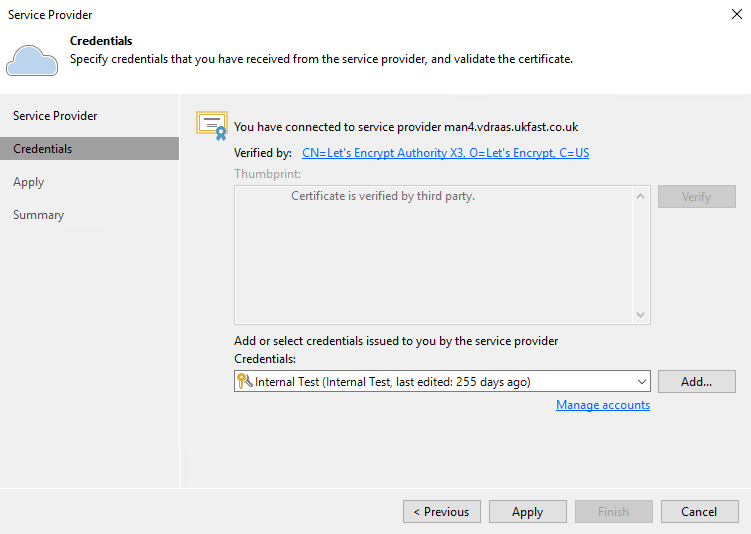 Service Provider
Credentials
Specify credentials that you have received from the service provider, and validate the certificate.
Service Provider
Credentials
Apply
Summary
You have connected to service provider man4.vdraas.ukfast.co.uk
Verified by: CN=Let's Encrypt Authority X3, O=Let's Encrypt, C=US
Thumbprint:
Certificate is verified by third party.
Verify
Add or select credentials issued to you by the service provider
Credentials:
Internal Test (Internal Test, last edited: 255 days ago)
Add...
Manage accounts
< Previous
Apply
Finish
Cancel